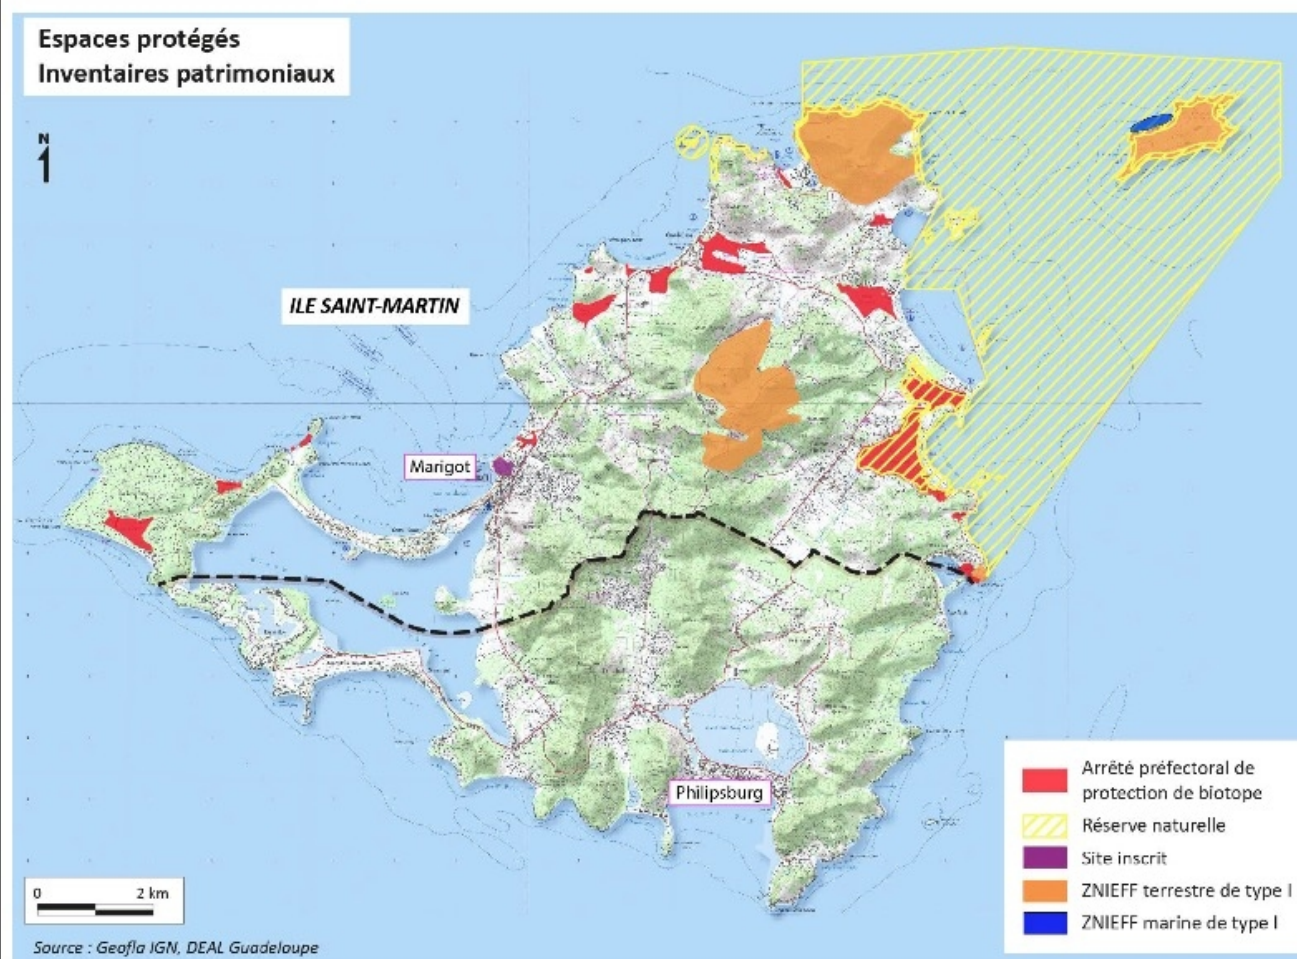 Espaces protégés
Inventaires patrimoniaux
N
ILE SAINT-MARTIN
Marigot
Philipsburg
Arrêté préfectoral de
protection de biotope
Réserve naturelle
Site inscrit
ZNIEFF terrestre de type I
ZNIEFF marine de type I
0 2 km
Source : Geofla IGN, DEAL Guadeloupe